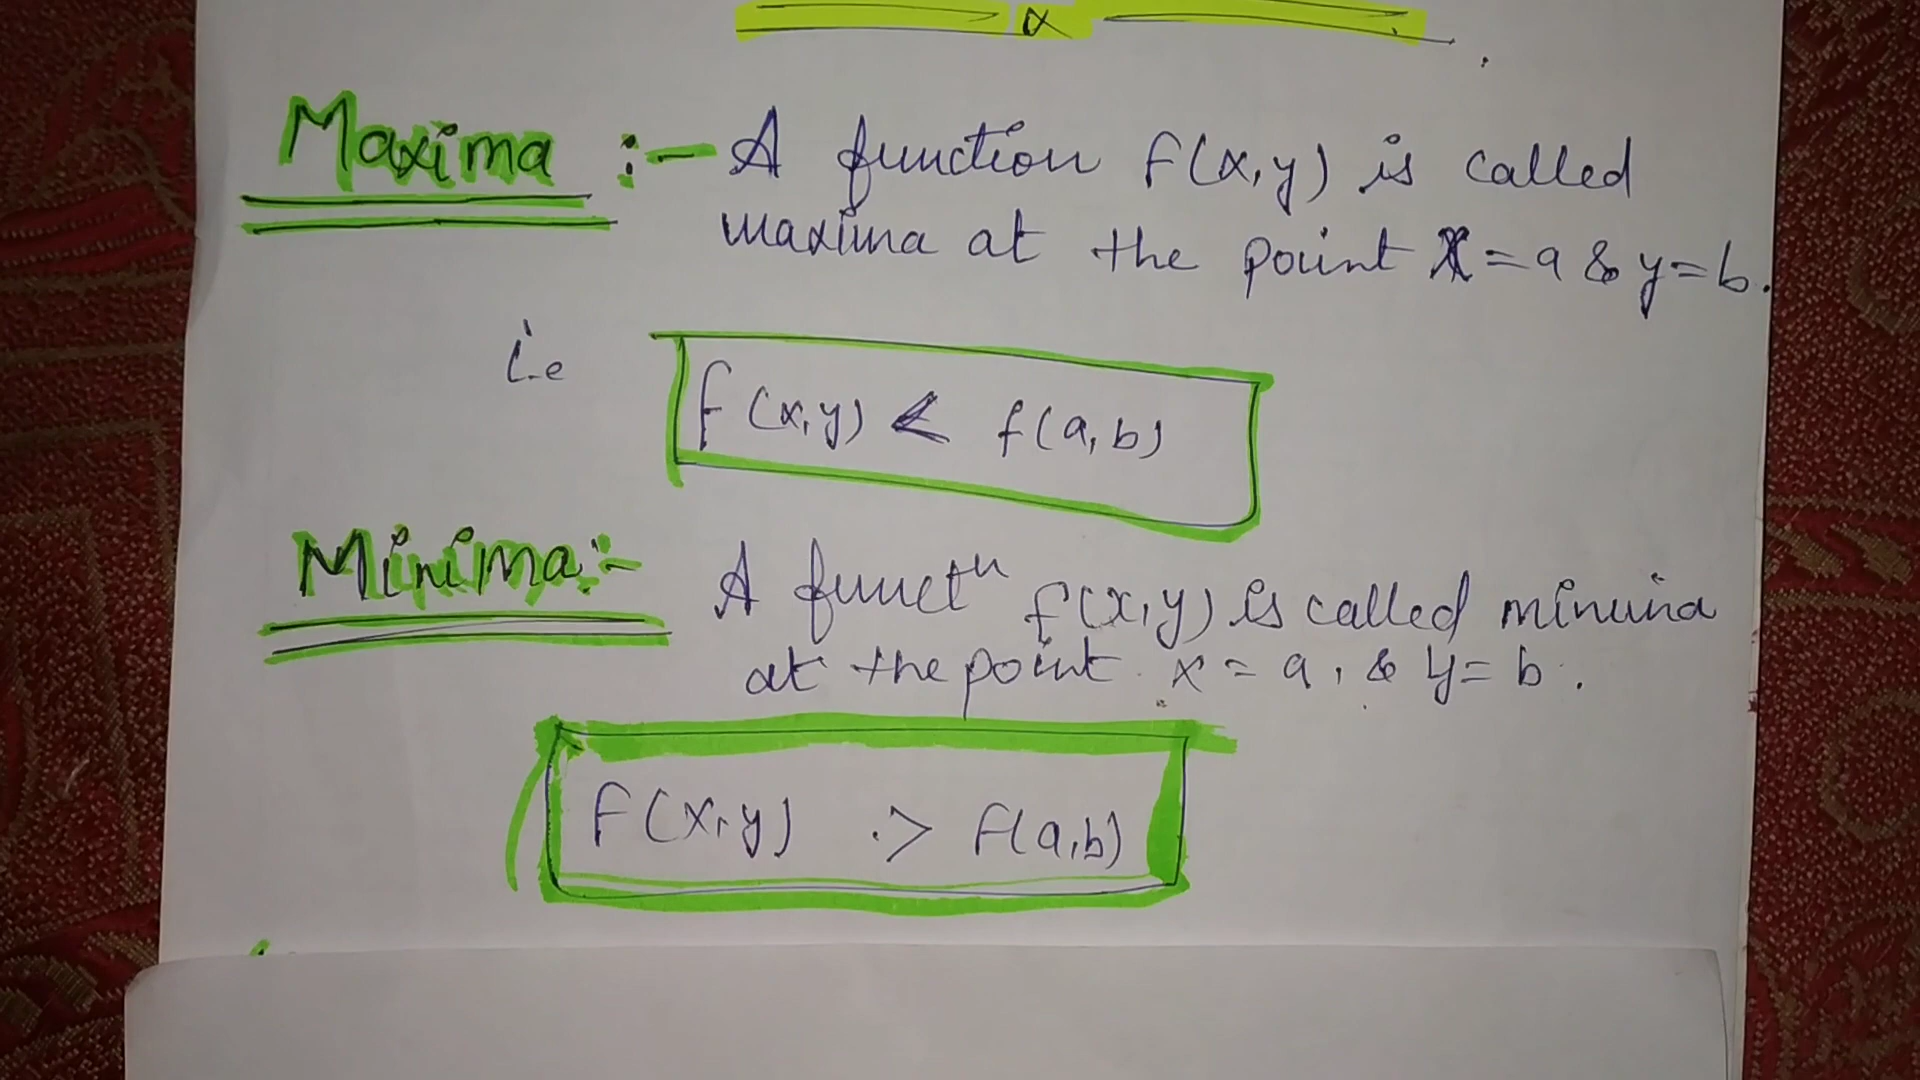 Maxima :- A function f(x,y) is called
maxima at the point X = a & y = b.
i.e
f(x,y) < f(a,b)
Minima :- A functn f(x,y) is called minima
at the point x = a, & y = b.
F(x,y) > f(a,b)